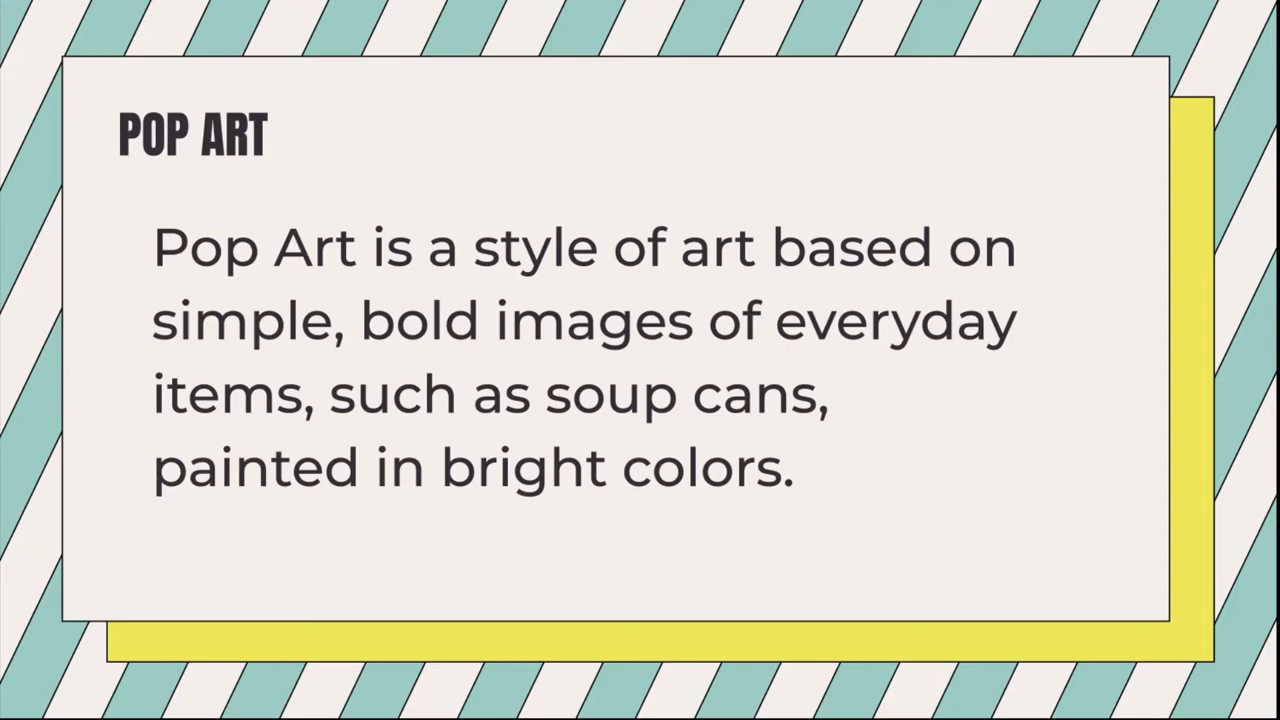 POP ART
Pop Art is a style of art based on
simple, bold images of everyday
items, such as soup cans,
painted in bright colors.